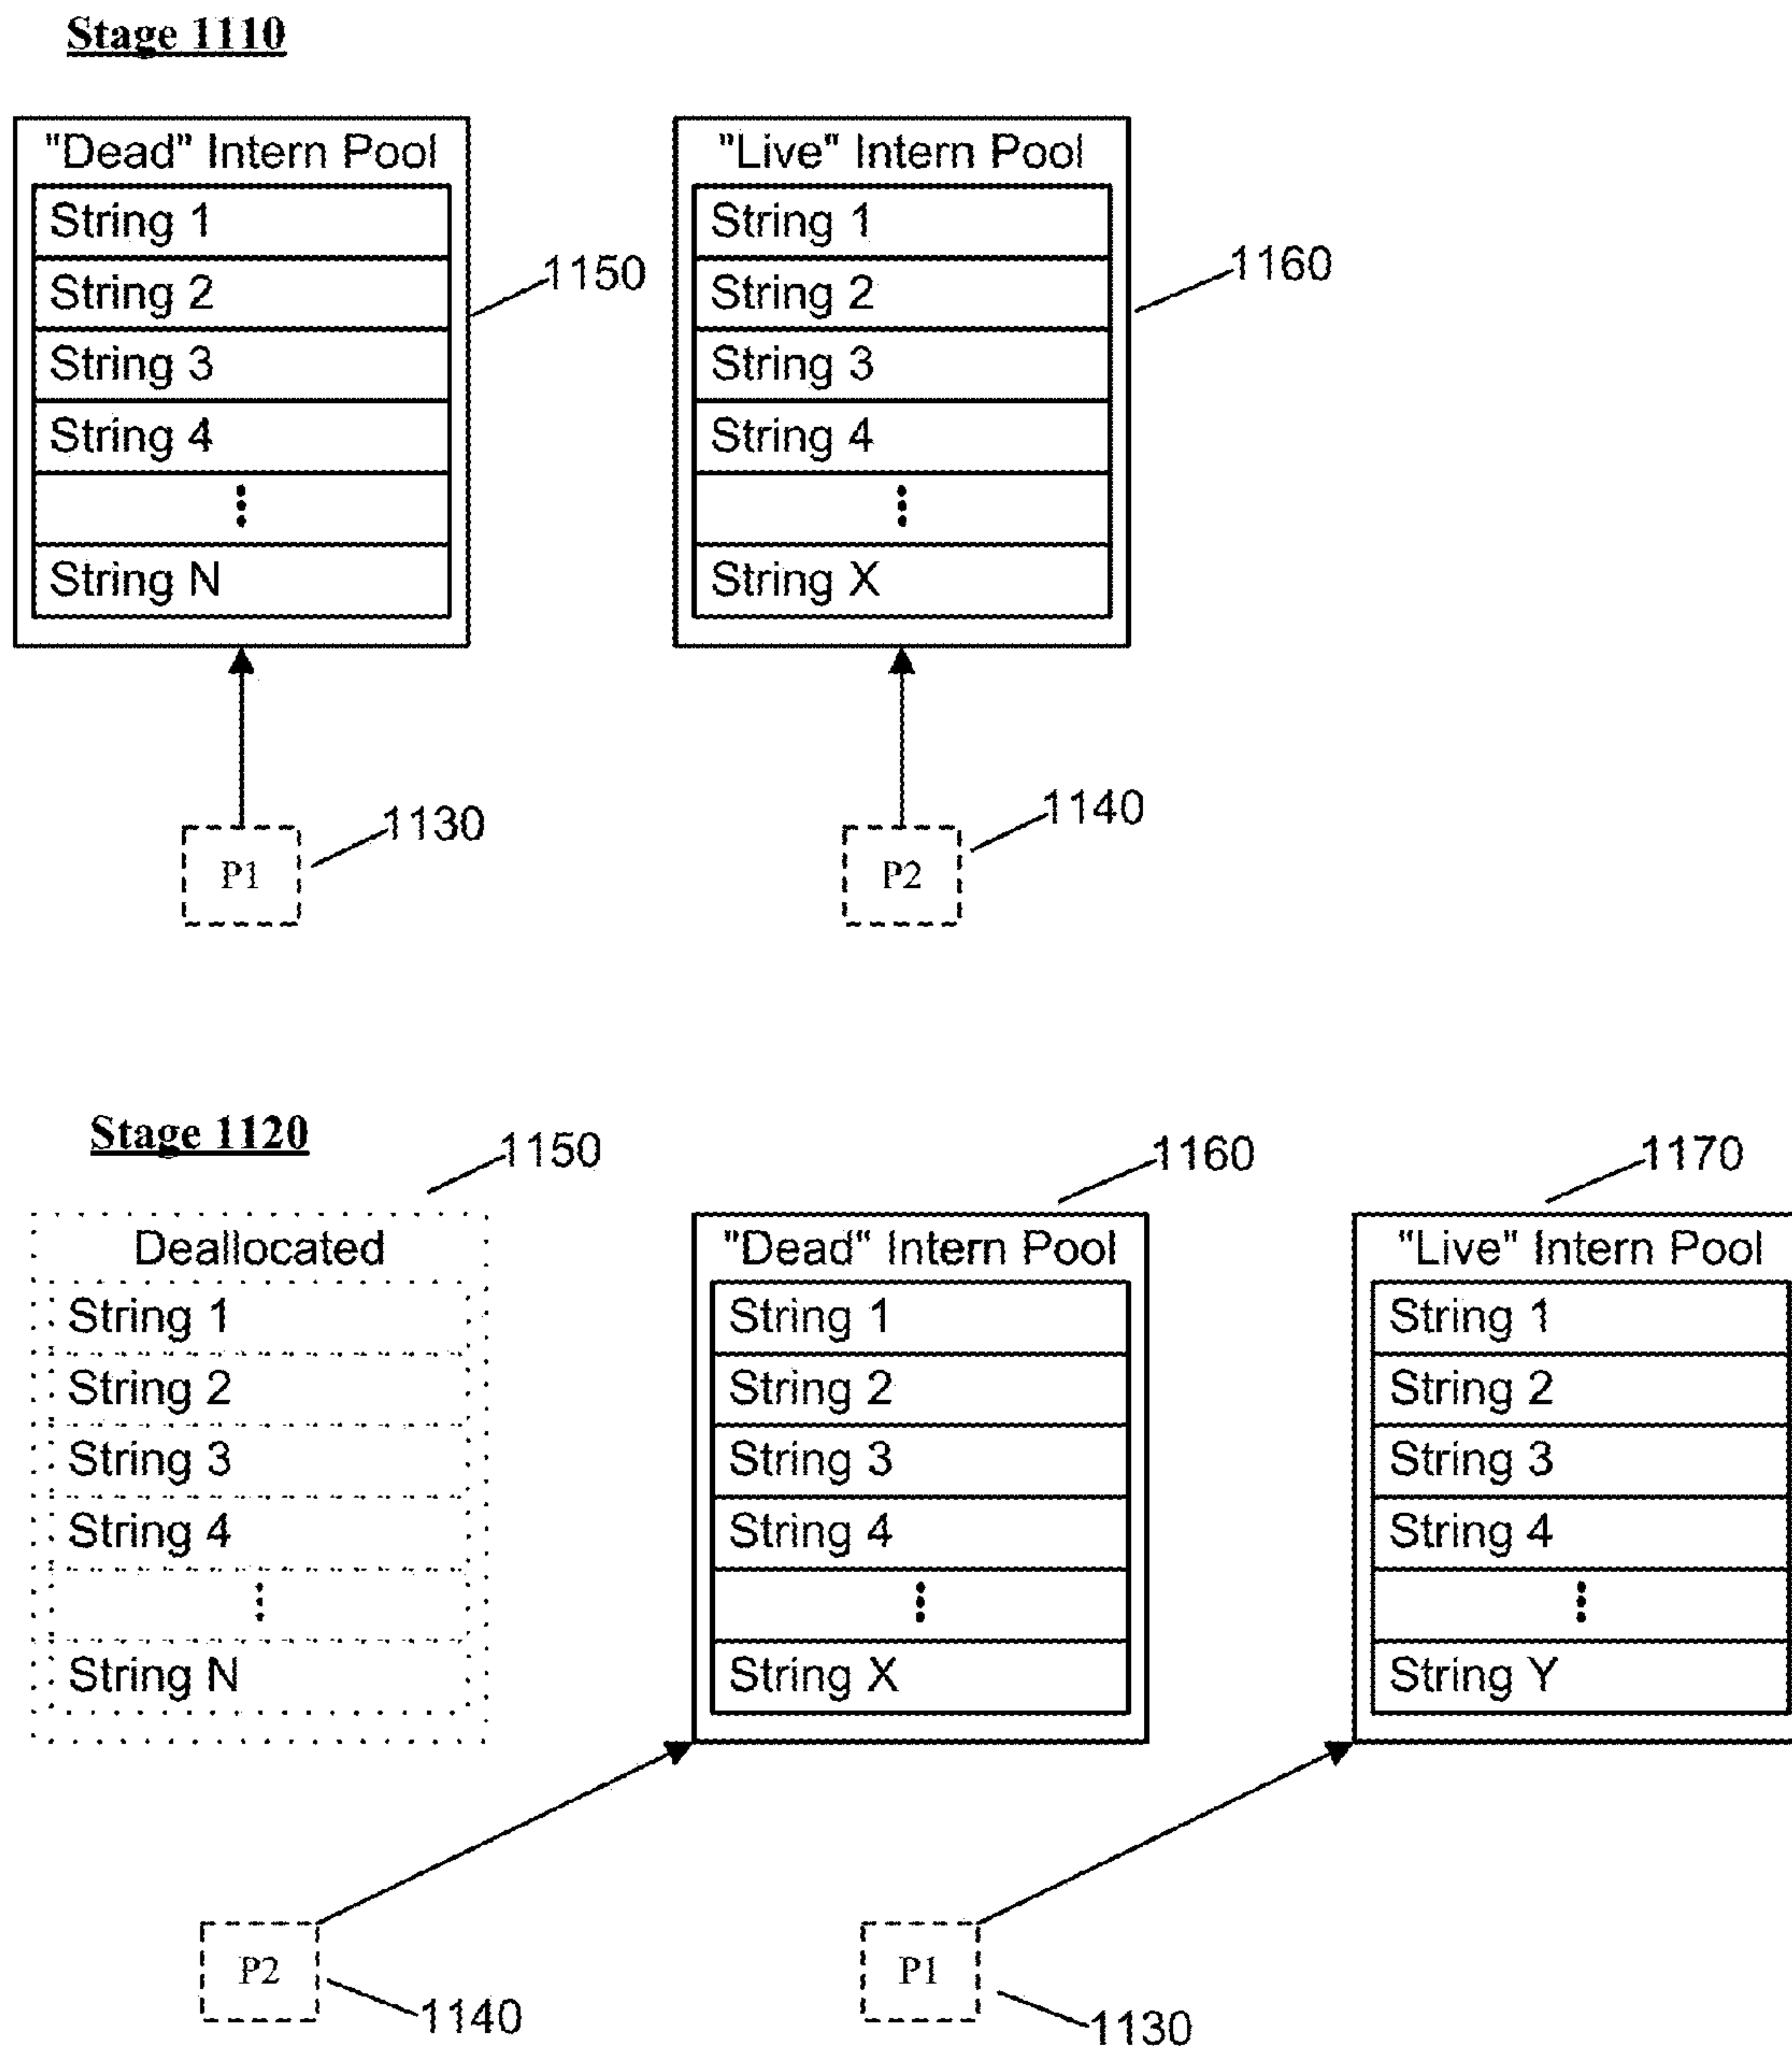 Stage 1110
"Dead" Intern Pool
String 1
String 2
String 3
String 4
String N
1150
"Live" Intern Pool
String 1
String 2
String 3
String 4
String X
1160
P1
1130
P2
1140
Stage 1120
1150
Deallocated
String 1
String 2
String 3
String 4
String N
1160
"Dead" Intern Pool
String 1
String 2
String 3
String 4
String X
1170
"Live" Intern Pool
String 1
String 2
String 3
String 4
String Y
P2
1140
P1
1130